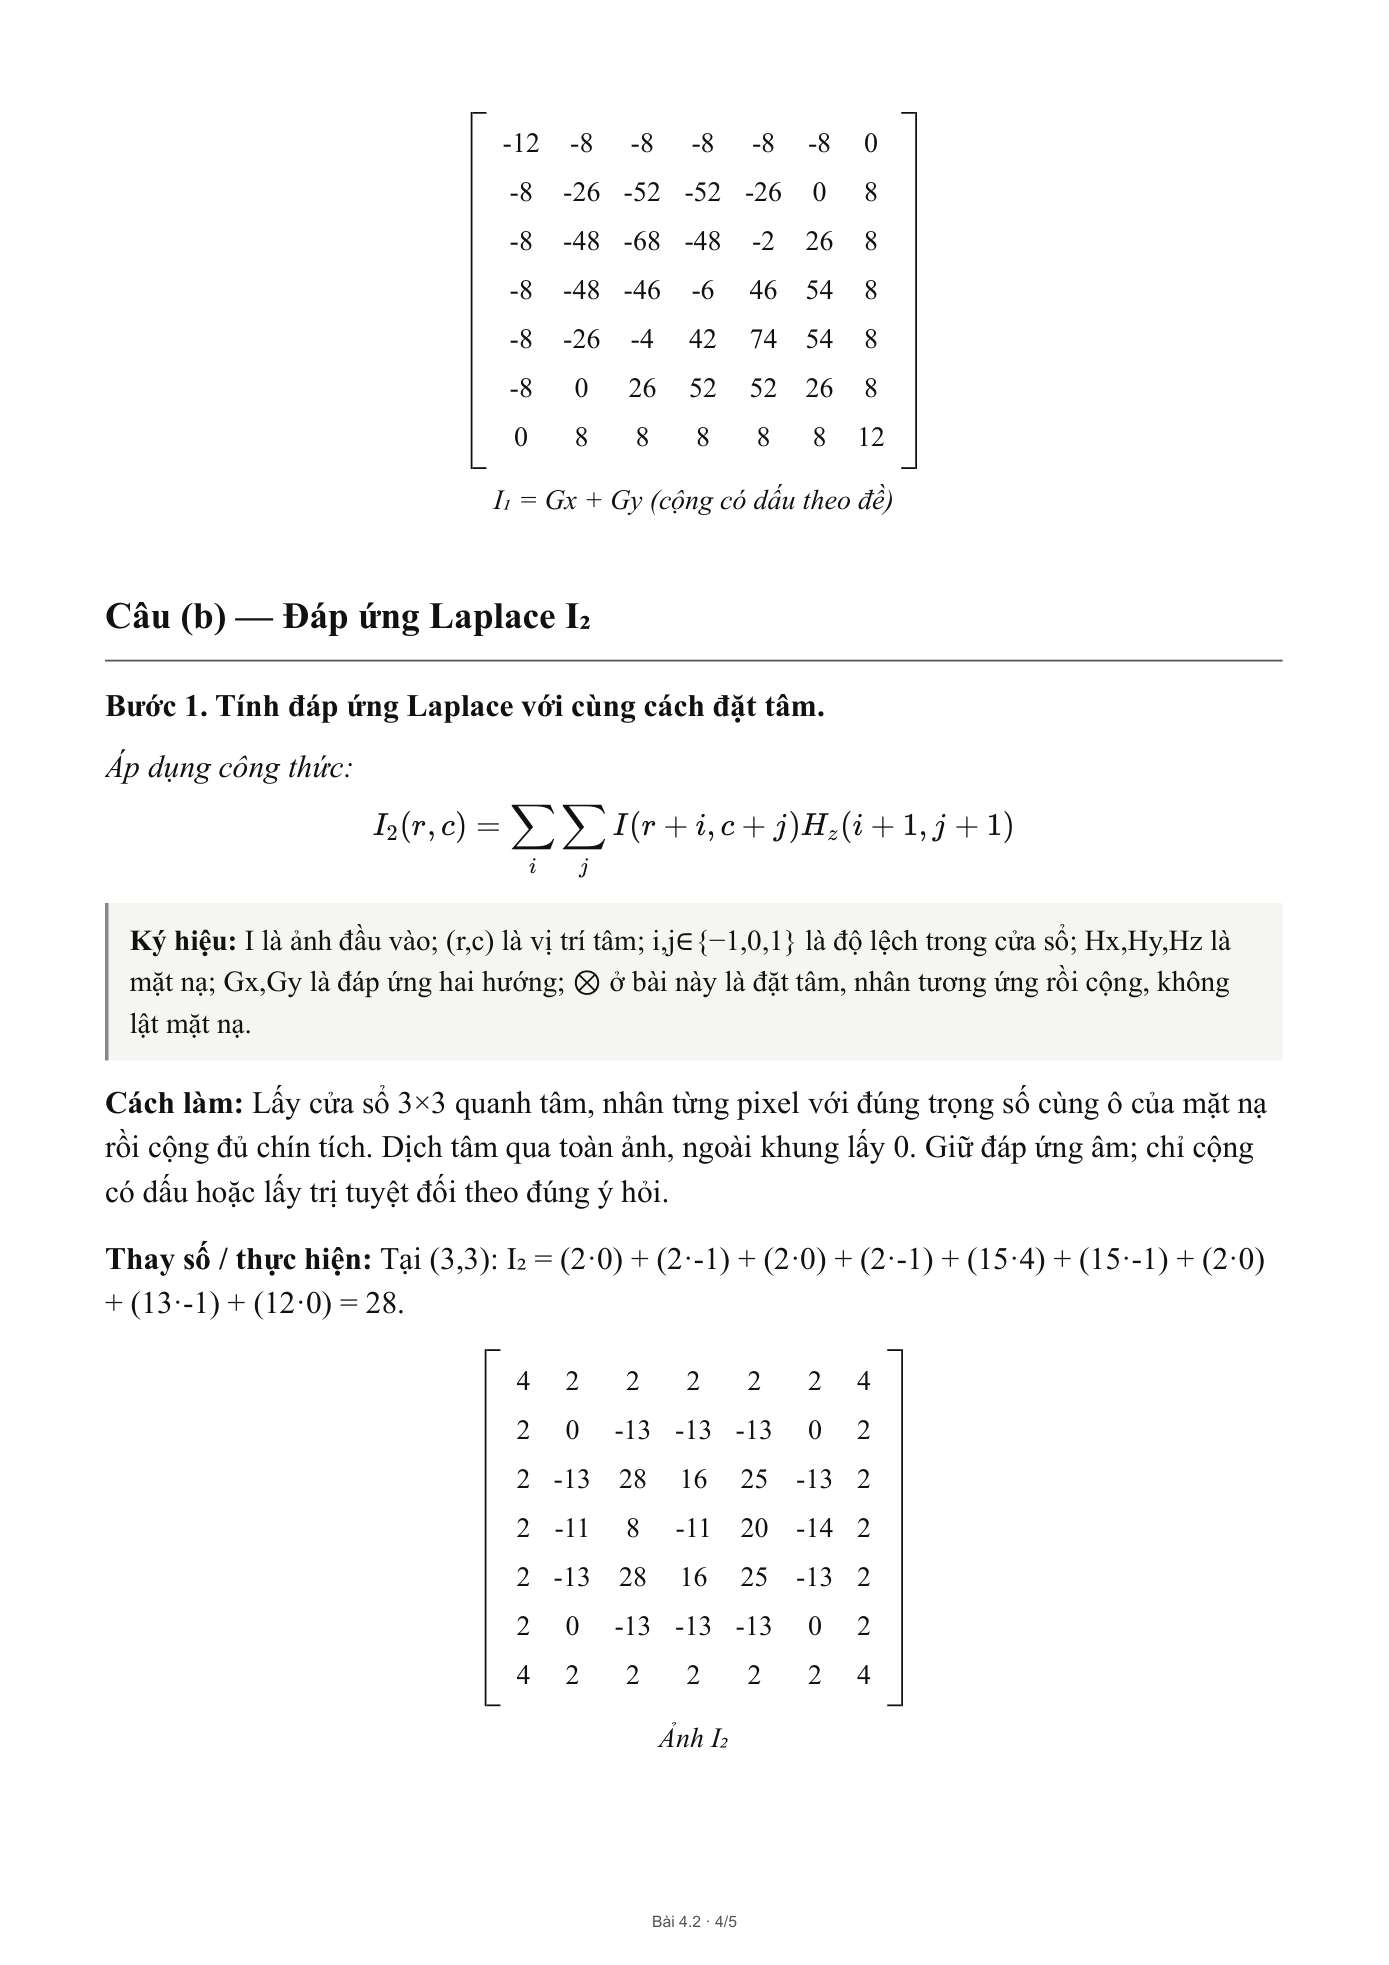 -12 -8 -8 -8 -8 -8 0
-8 -26 -52 -52 -26 0 8
-8 -48 -68 -48 -2 26 8
-8 -48 -46 -6 46 54 8
-8 -26 -4 42 74 54 8
-8 0 26 52 52 26 8
0 8 8 8 8 8 12
I₁ = Gx + Gy (cộng có dấu theo đề)
Câu (b) — Đáp ứng Laplace I₂
Bước 1. Tính đáp ứng Laplace với cùng cách đặt tâm.
Áp dụng công thức:
I₂(r, c) = ∑ᵢ ∑ⱼ I(r + i, c + j)H_z(i + 1, j + 1)
Ký hiệu: I là ảnh đầu vào; (r,c) là vị trí tâm; i,j∈{−1,0,1} là độ lệch trong cửa sổ; Hx,Hy,Hz là
mặt nạ; Gx,Gy là đáp ứng hai hướng; ⊗ ở bài này là đặt tâm, nhân tương ứng rồi cộng, không
lật mặt nạ.
Cách làm: Lấy cửa sổ 3×3 quanh tâm, nhân từng pixel với đúng trọng số cùng ô của mặt nạ
rồi cộng đủ chín tích. Dịch tâm qua toàn ảnh, ngoài khung lấy 0. Giữ đáp ứng âm; chỉ cộng
có dấu hoặc lấy trị tuyệt đối theo đúng ý hỏi.
Thay số / thực hiện: Tại (3,3): I₂ = (2·0) + (2·-1) + (2·0) + (2·-1) + (15·4) + (15·-1) + (2·0)
+ (13·-1) + (12·0) = 28.
4 2 2 2 2 2 4
2 0 -13 -13 -13 0 2
2 -13 28 16 25 -13 2
2 -11 8 -11 20 -14 2
2 -13 28 16 25 -13 2
2 0 -13 -13 -13 0 2
4 2 2 2 2 2 4
Ảnh I₂
Bài 4.2 · 4/5